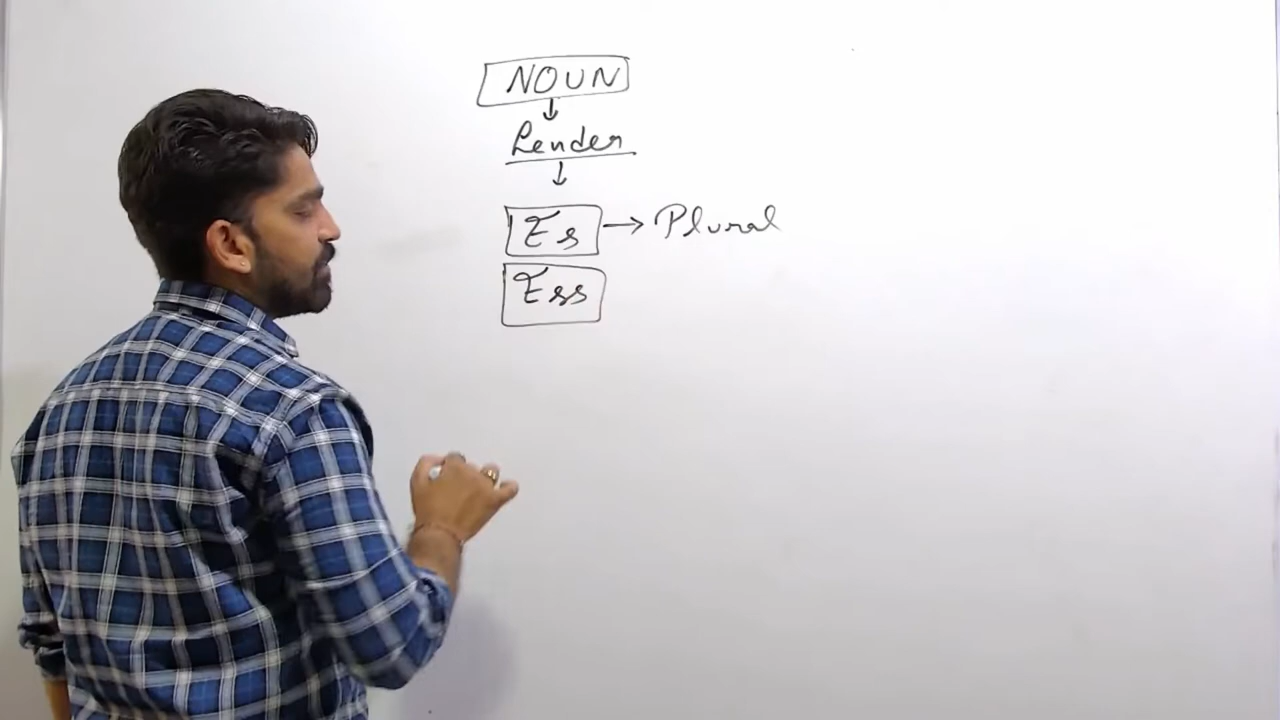 NOUN
↓
Gender
↓
Es → Plural
Ess